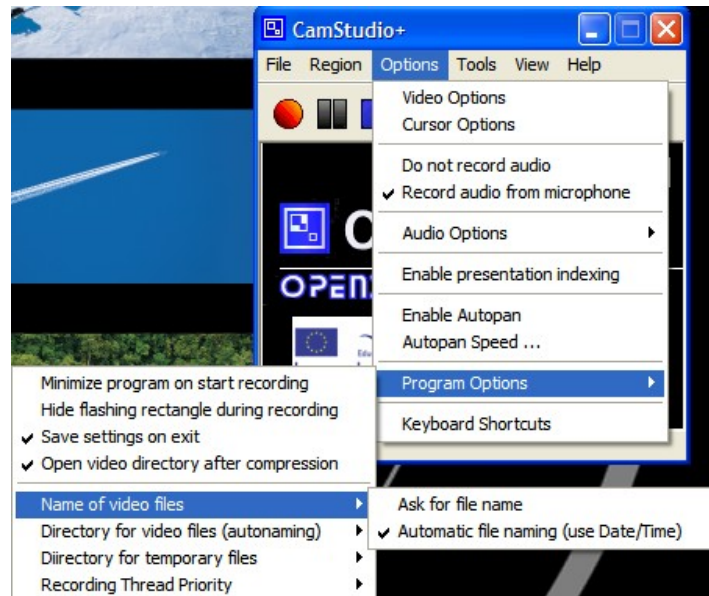 CamStudio+
File Region Options Tools View Help
Video Options
Cursor Options
Do not record audio
Record audio from microphone
Audio Options
Enable presentation indexing
Enable Autopan
Autopan Speed ...
Program Options
Keyboard Shortcuts
Minimize program on start recording
Hide flashing rectangle during recording
Save settings on exit
Open video directory after compression
Name of video files
Directory for video files (autonaming)
Diirectory for temporary files
Recording Thread Priority
Ask for file name
Automatic file naming (use Date/Time)